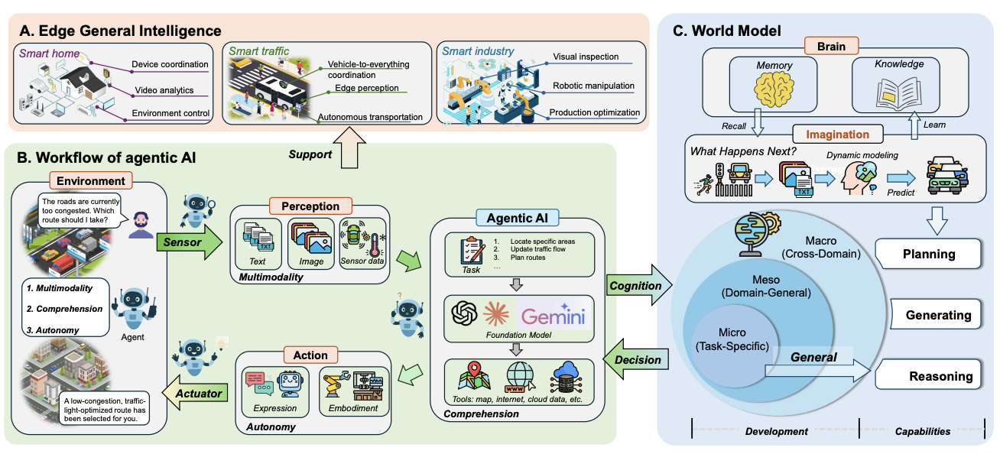 A. Edge General Intelligence
Smart home
Device coordination
Video analytics
Environment control
Smart traffic
Vehicle-to-everything
coordination
Edge perception
Autonomous transportation
Smart industry
Visual inspection
Robotic manipulation
Production optimization
Support
B. Workflow of agentic AI
Environment
The roads are currently
too congested. Which
route should I take?
1. Multimodality
2. Comprehension
3. Autonomy
Agent
A low-congestion, traffic-
light-optimized route has
been selected for you.
Sensor
Perception
TXT
Text
Image
Sensor data
Multimodality
Agentic AI
Task
1. Locate specific areas
2. Update traffic flow
3. Plan routes
...
Gemini
Foundation Model
WWW
Tools: map, internet, cloud data, etc.
Comprehension
Action
AI
Expression
Embodiment
Autonomy
Actuator
?
Cognition
Decision
C. World Model
Brain
Memory
Knowledge
Recall
Learn
Imagination
What Happens Next?
Dynamic modeling
TXT
Predict
Macro
(Cross-Domain)
Meso
(Domain-General)
Micro
(Task-Specific)
General
Planning
Generating
Reasoning
Development
Capabilities